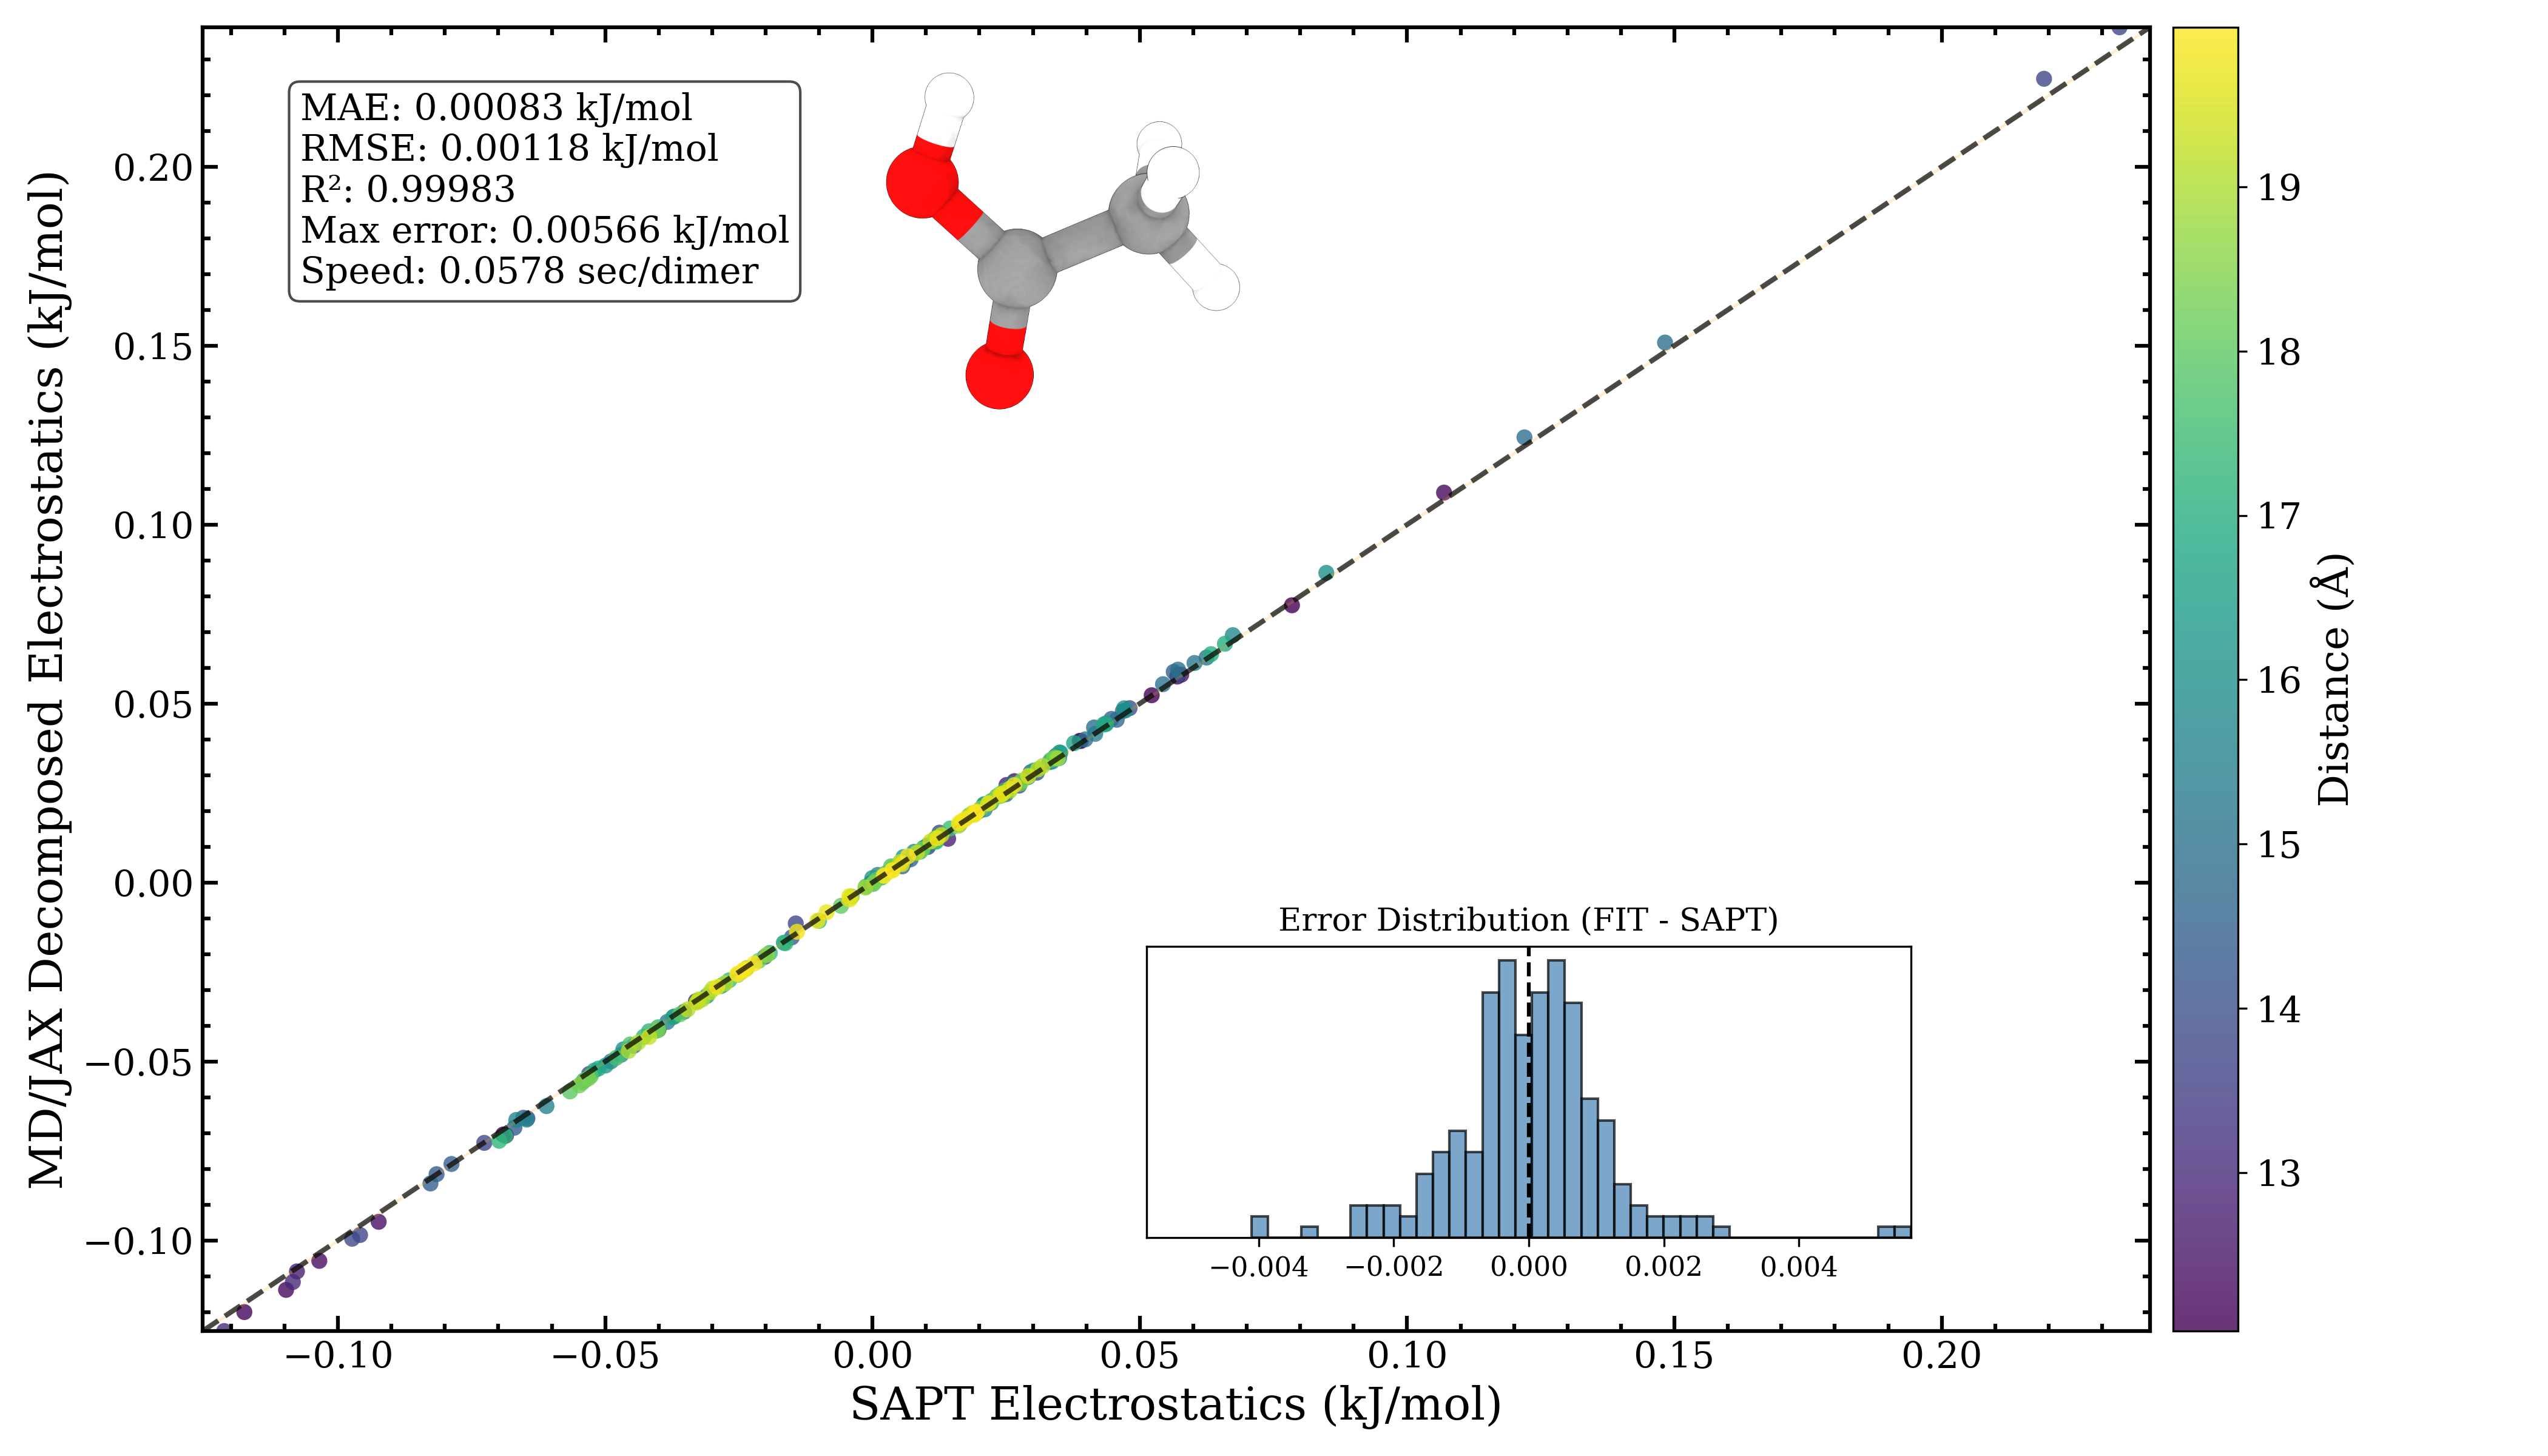 MAE: 0.00083 kJ/mol
RMSE: 0.00118 kJ/mol
R²: 0.99983
Max error: 0.00566 kJ/mol
Speed: 0.0578 sec/dimer
MD/JAX Decomposed Electrostatics (kJ/mol)
0.20
0.15
0.10
0.05
0.00
−0.05
−0.10
Error Distribution (FIT - SAPT)
−0.004 −0.002 0.000 0.002 0.004
−0.10 −0.05 0.00 0.05 0.10 0.15 0.20
SAPT Electrostatics (kJ/mol)
19
18
17
16
15
14
13
Distance (Å)